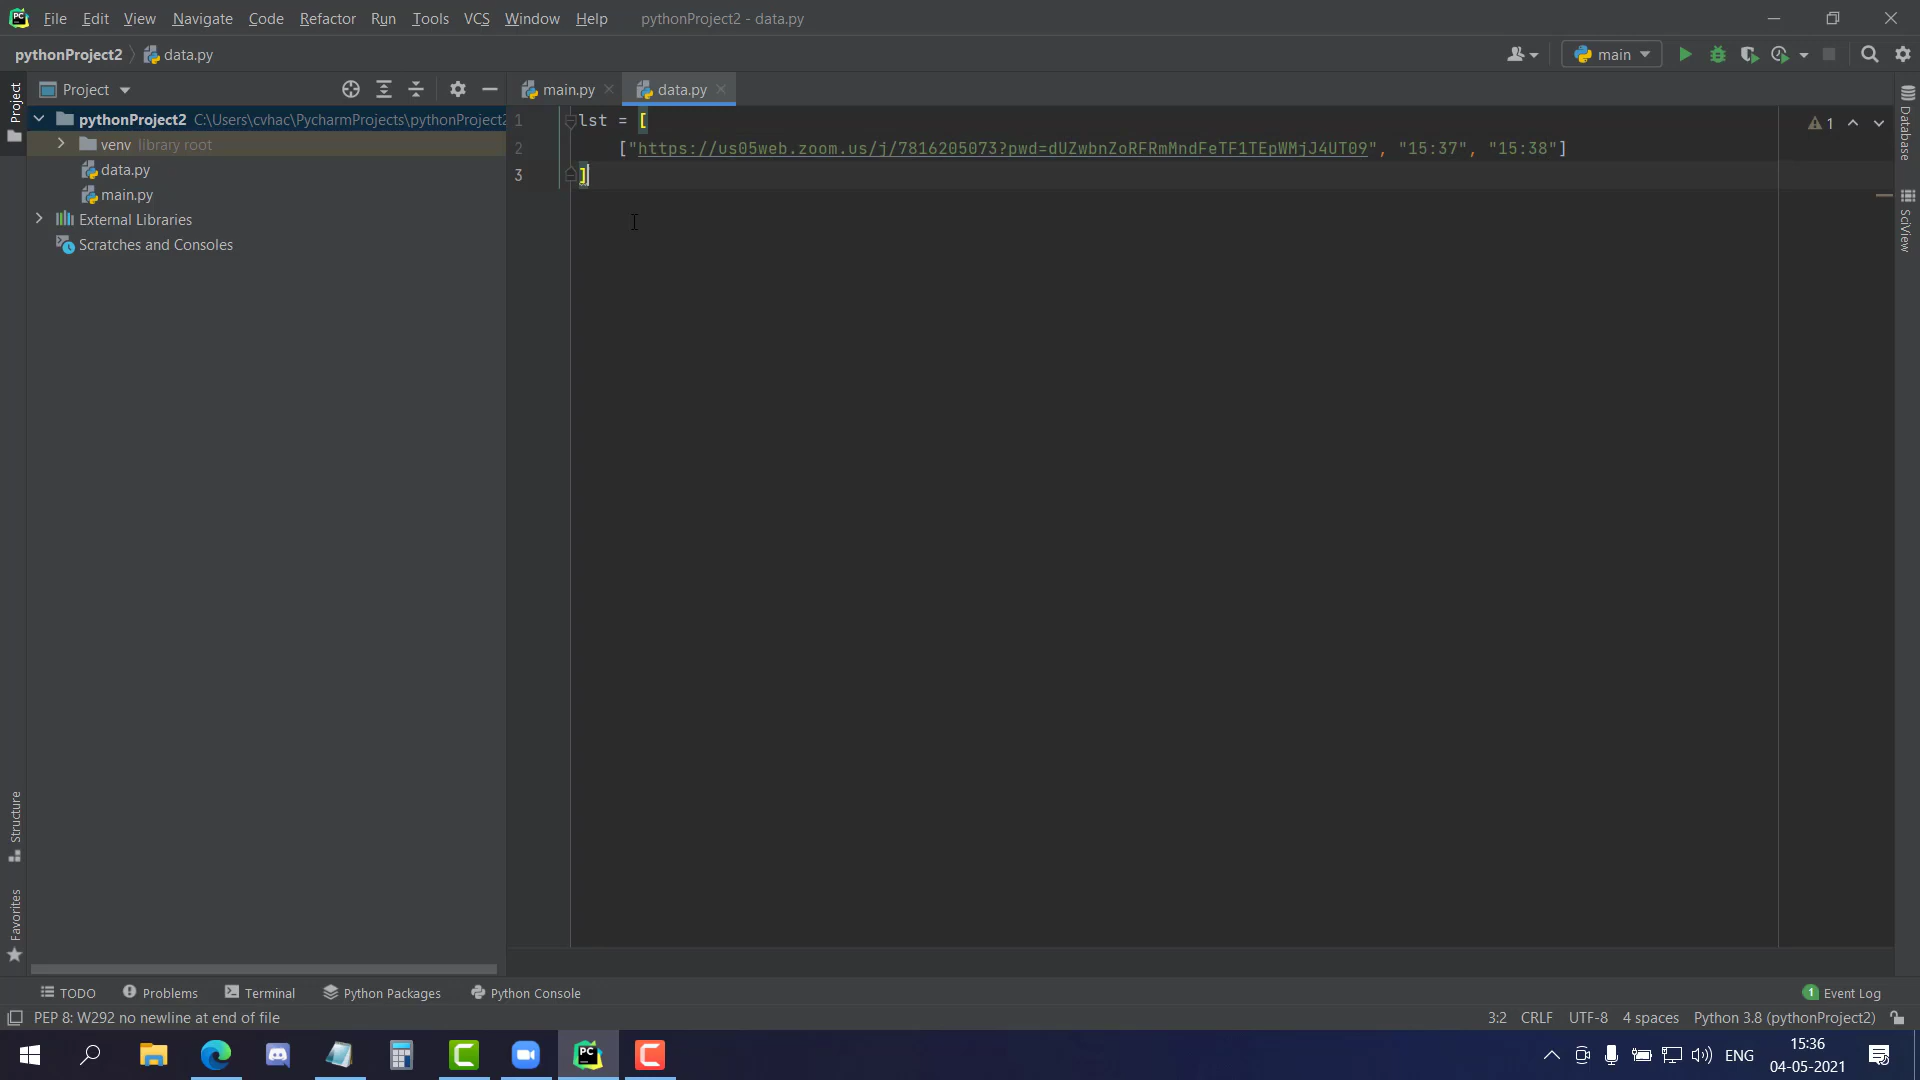 PC File Edit View Navigate Code Refactor Run Tools VCS Window Help pythonProject2 - data.py
pythonProject2 data.py main
Project main.py data.py
Project
pythonProject2 C:\Users\cvhac\PycharmProjects\pythonProject2
venv library root
data.py
main.py
External Libraries
Scratches and Consoles
1 lst = [
2 ["https://us05web.zoom.us/j/7816205073?pwd=dUZwbnZoRFRmMndFeTF1TEpWMjJ4UT09", "15:37", "15:38"]
3 ]
1
Database
SciView
Structure
Favorites
TODO Problems Terminal Python Packages Python Console 1 Event Log
PEP 8: W292 no newline at end of file 3:2 CRLF UTF-8 4 spaces Python 3.8 (pythonProject2)
PC ENG 15:36
04-05-2021